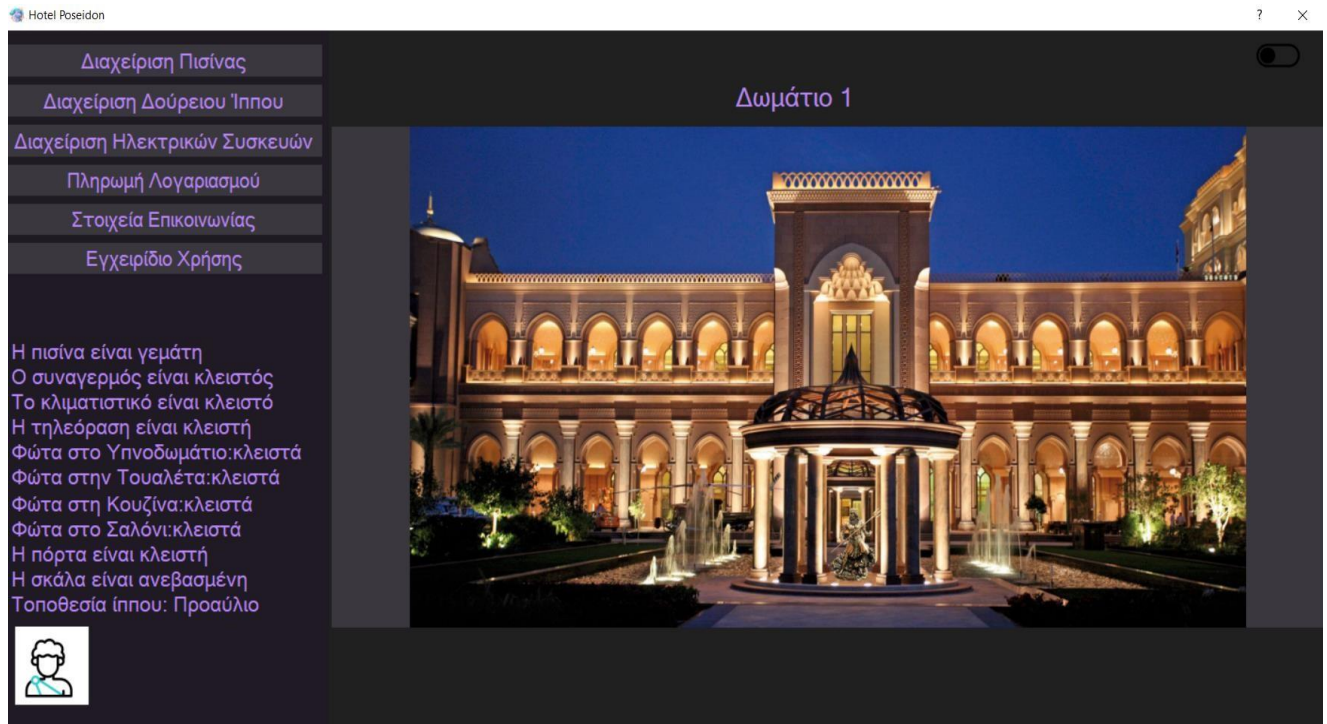 Hotel Poseidon
?
Διαχείριση Πισίνας
Διαχείριση Δούρειου Ίππου
Διαχείριση Ηλεκτρικών Συσκευών
Πληρωμή Λογαριασμού
Στοιχεία Επικοινωνίας
Εγχειρίδιο Χρήσης
Η πισίνα είναι γεμάτη
Ο συναγερμός είναι κλειστός
Το κλιματιστικό είναι κλειστό
Η τηλεόραση είναι κλειστή
Φώτα στο Υπνοδωμάτιο:κλειστά
Φώτα στην Τουαλέτα:κλειστά
Φώτα στη Κουζίνα:κλειστά
Φώτα στο Σαλόνι:κλειστά
Η πόρτα είναι κλειστή
Η σκάλα είναι ανεβασμένη
Τοποθεσία ίππου: Προαύλιο
Δωμάτιο 1